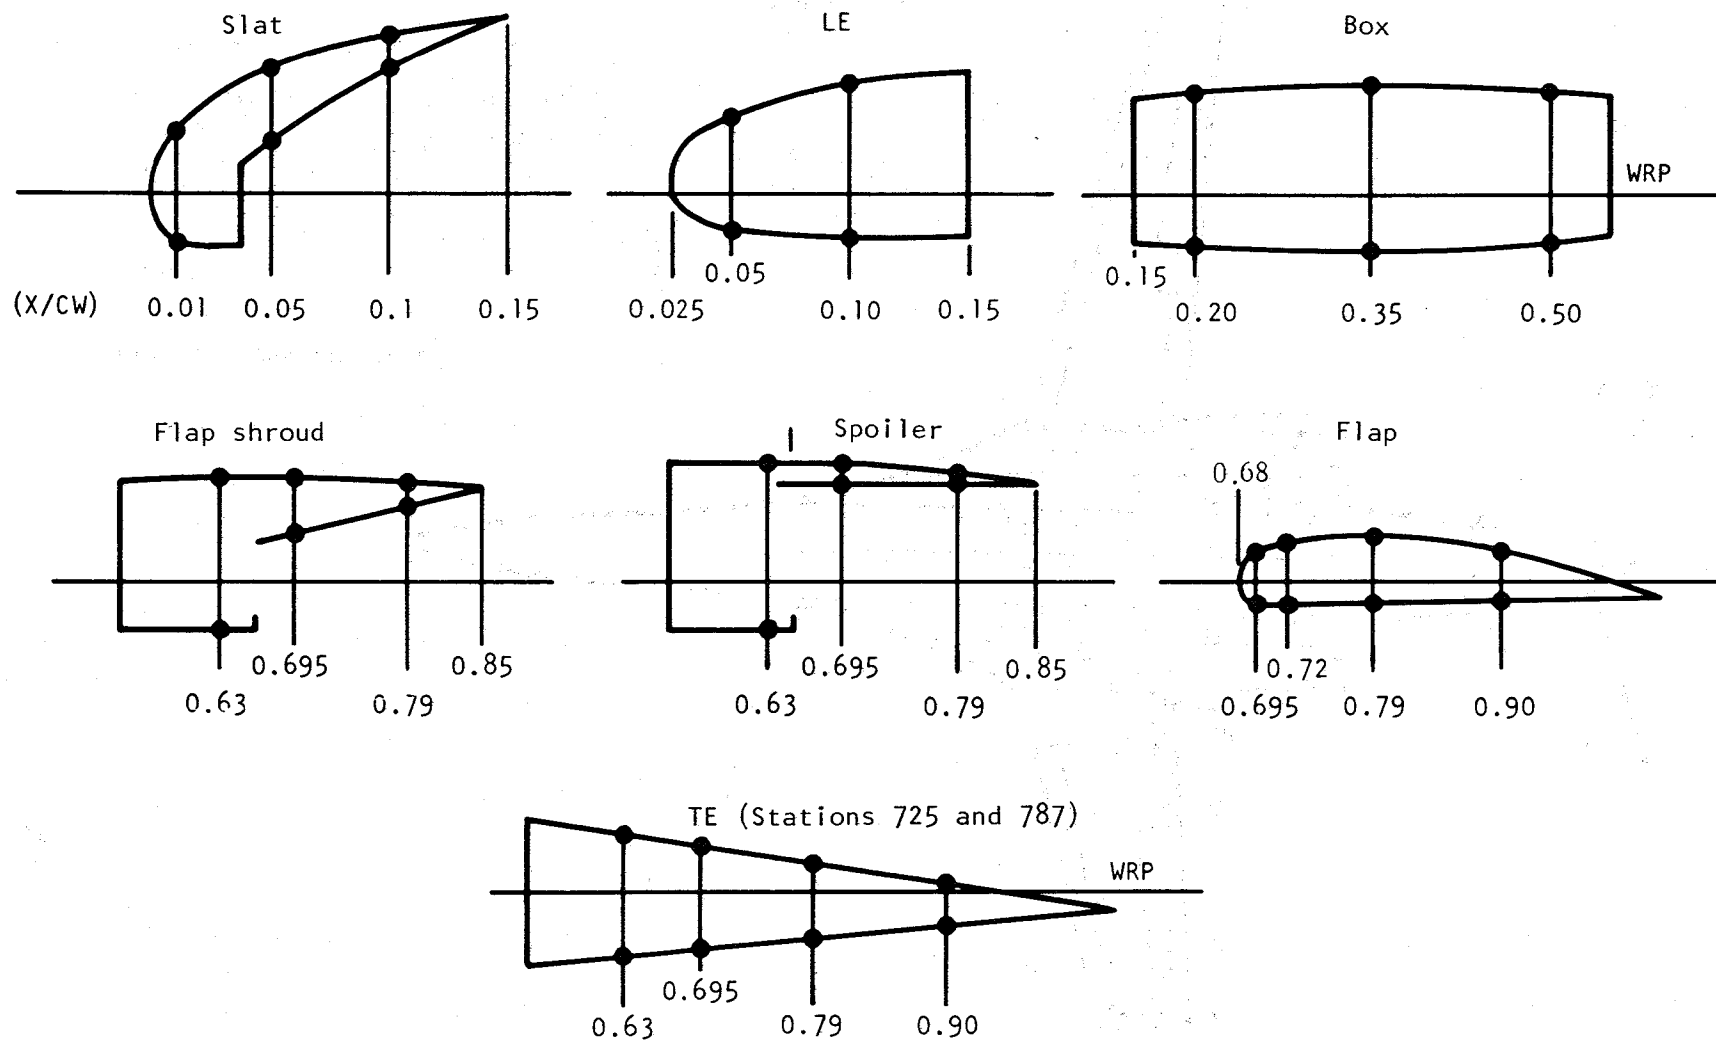 Slat
LE
Box
WRP
0.05
0.15
(X/CW) 0.01 0.05 0.1 0.15
0.025 0.10 0.15
0.20 0.35 0.50
Flap shroud
Spoiler
Flap
0.68
0.695 0.85
0.63 0.79
0.695 0.85
0.63 0.79
0.72
0.695 0.79 0.90
TE (Stations 725 and 787)
WRP
0.695
0.63 0.79 0.90